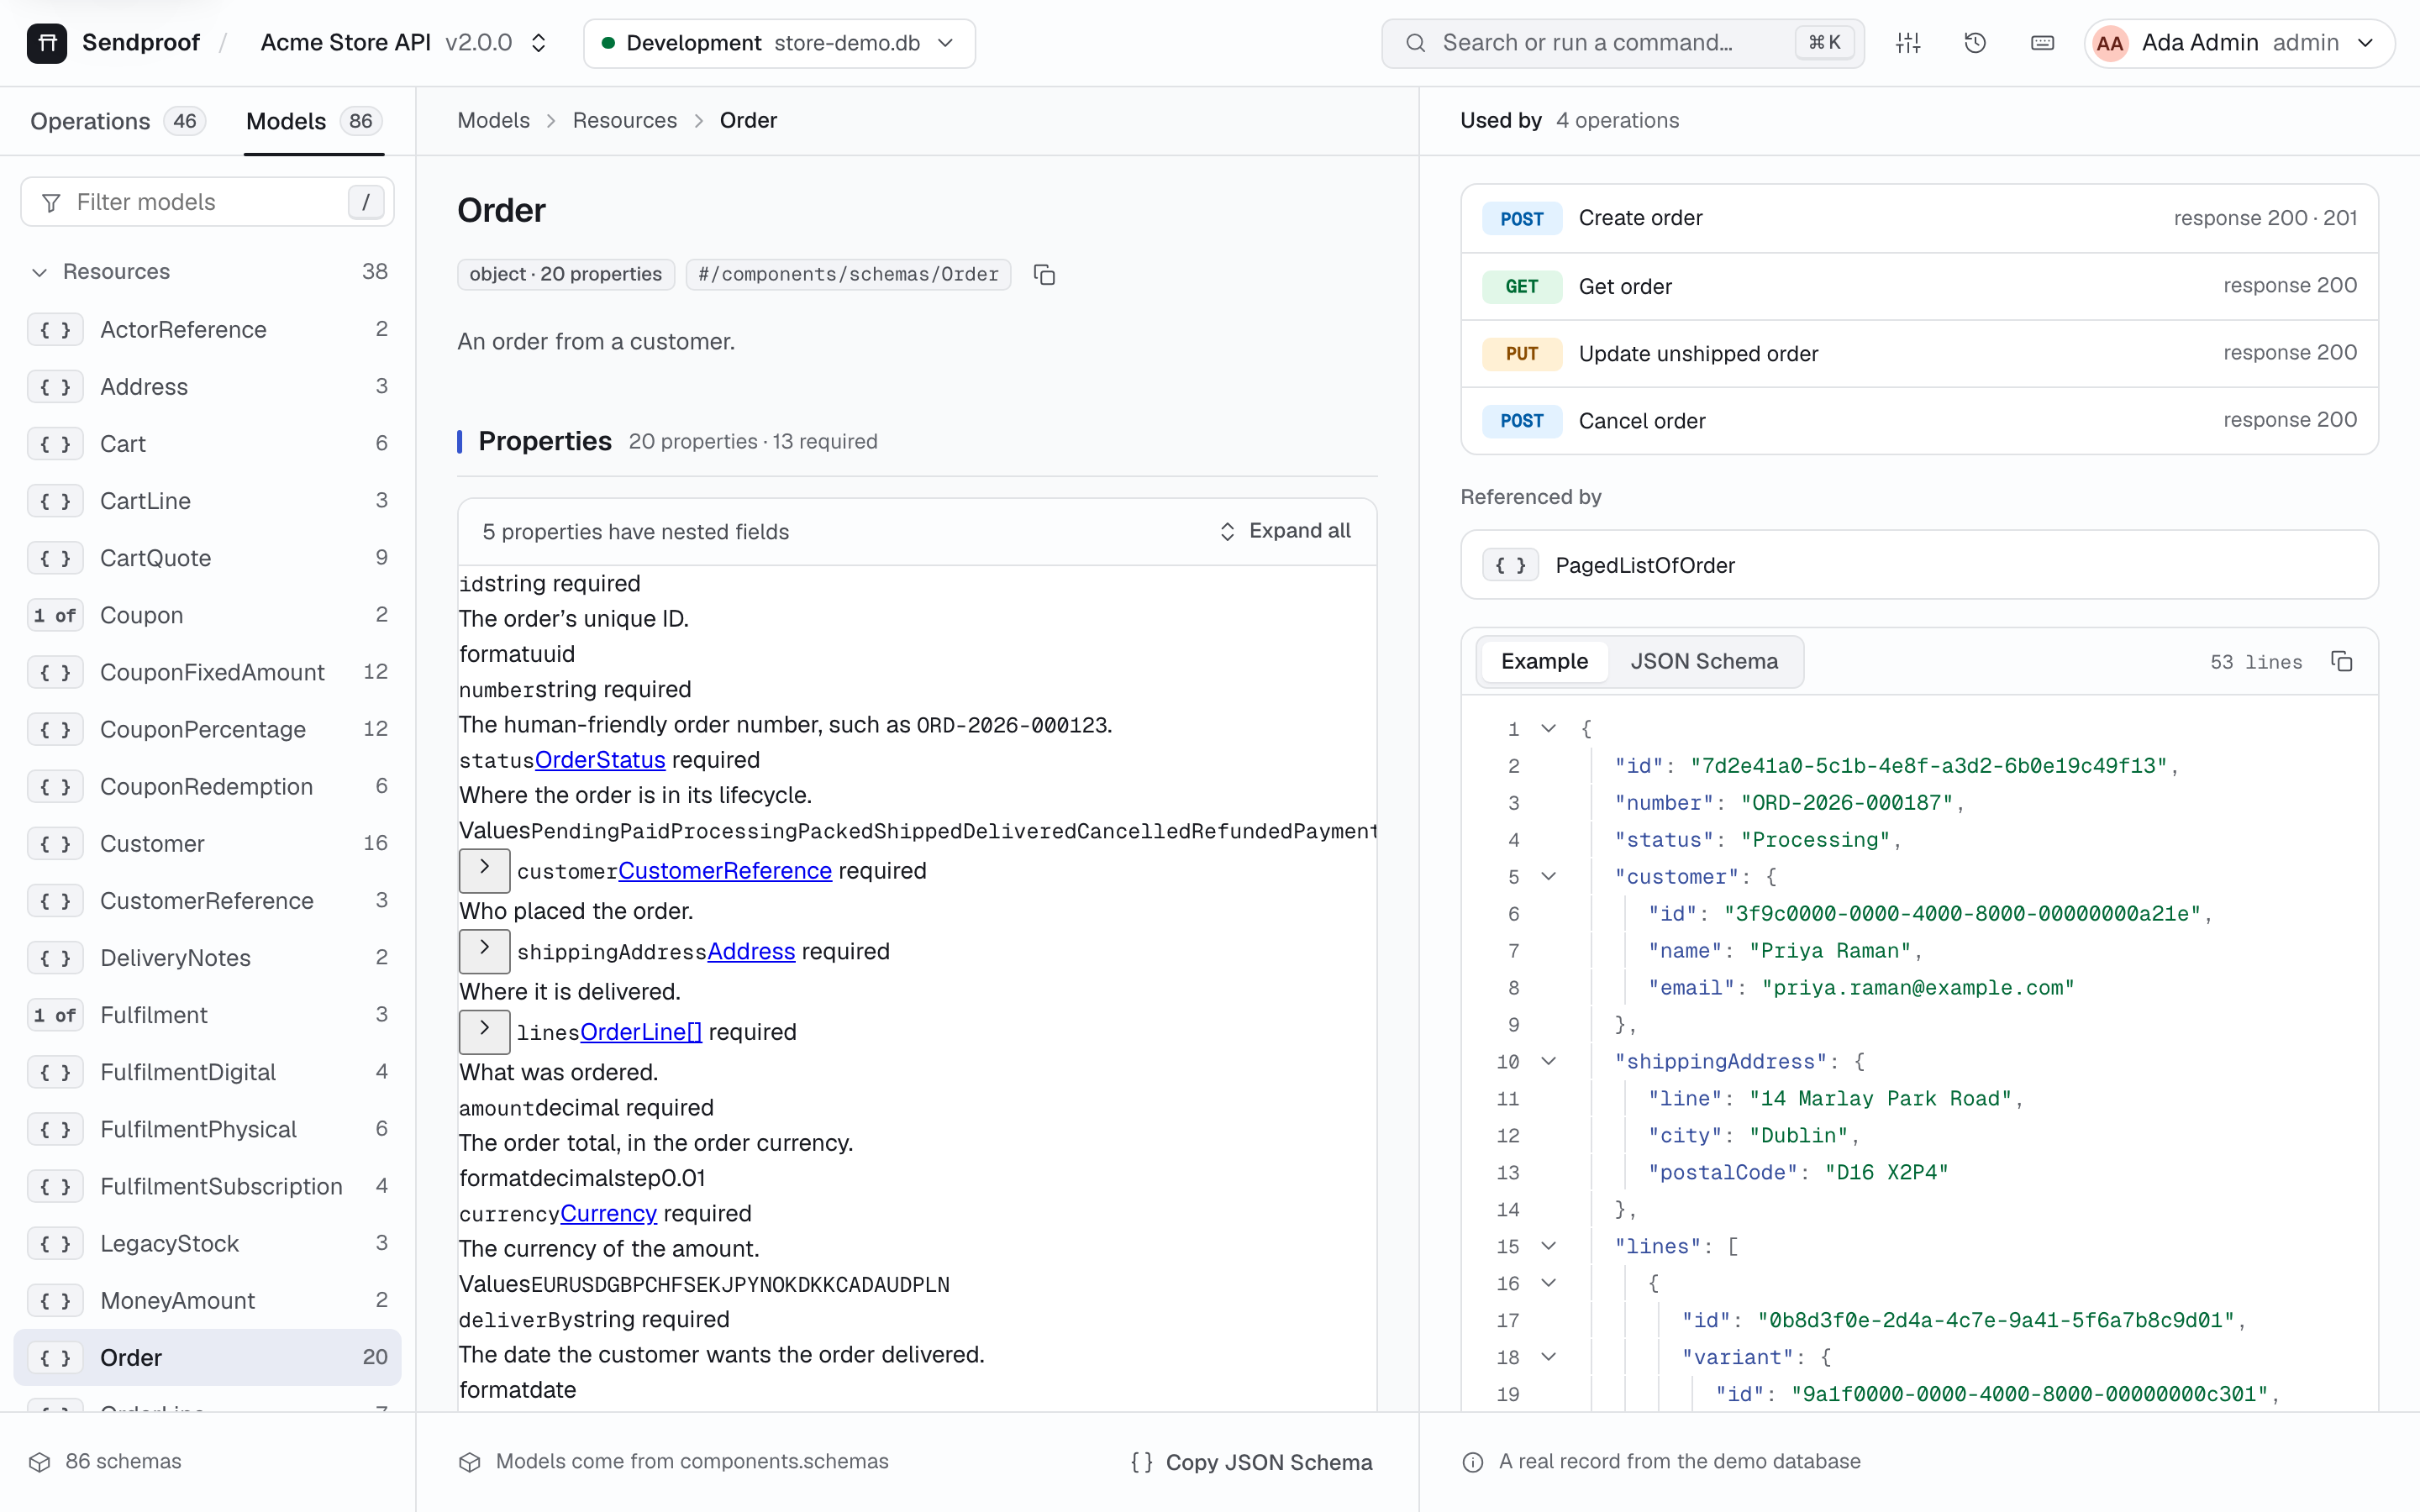 Sendproof / Acme Store API v2.0.0
Development store-demo.db
Search or run a command... ⌘K
AA Ada Admin admin
Operations 46 Models 86
Filter models /
Resources 38
{ } ActorReference 2
{ } Address 3
{ } Cart 6
{ } CartLine 3
{ } CartQuote 9
1 of Coupon 2
{ } CouponFixedAmount 12
{ } CouponPercentage 12
{ } CouponRedemption 6
{ } Customer 16
{ } CustomerReference 3
{ } DeliveryNotes 2
1 of Fulfilment 3
{ } FulfilmentDigital 4
{ } FulfilmentPhysical 6
{ } FulfilmentSubscription 4
{ } LegacyStock 3
{ } MoneyAmount 2
{ } Order 20
86 schemas
Models > Resources > Order
Order
object · 20 properties #/components/schemas/Order
An order from a customer.
Properties 20 properties · 13 required
5 properties have nested fields Expand all
idstring required
The order’s unique ID.
formatuuid
numberstring required
The human-friendly order number, such as ORD-2026-000123.
statusOrderStatus required
Where the order is in its lifecycle.
ValuesPendingPaidProcessingPackedShippedDeliveredCancelledRefundedPayment
customerCustomerReference required
Who placed the order.
shippingAddressAddress required
Where it is delivered.
linesOrderLine[] required
What was ordered.
amountdecimal required
The order total, in the order currency.
formatdecimalstep0.01
currencyCurrency required
The currency of the amount.
ValuesEURUSDGBPCHFSEKJPYNOKDKKCADAUDPLN
deliverBystring required
The date the customer wants the order delivered.
formatdate
Models come from components.schemas
{ } Copy JSON Schema
Used by 4 operations
POST Create order response 200 · 201
GET Get order response 200
PUT Update unshipped order response 200
POST Cancel order response 200
Referenced by
{ } PagedListOfOrder
Example JSON Schema 53 lines
1 {
2 "id": "7d2e41a0-5c1b-4e8f-a3d2-6b0e19c49f13",
3 "number": "ORD-2026-000187",
4 "status": "Processing",
5 "customer": {
6 "id": "3f9c0000-0000-4000-8000-00000000a21e",
7 "name": "Priya Raman",
8 "email": "priya.raman@example.com"
9 },
10 "shippingAddress": {
11 "line": "14 Marlay Park Road",
12 "city": "Dublin",
13 "postalCode": "D16 X2P4"
14 },
15 "lines": [
16 {
17 "id": "0b8d3f0e-2d4a-4c7e-9a41-5f6a7b8c9d01",
18 "variant": {
19 "id": "9a1f0000-0000-4000-8000-00000000c301",
A real record from the demo database